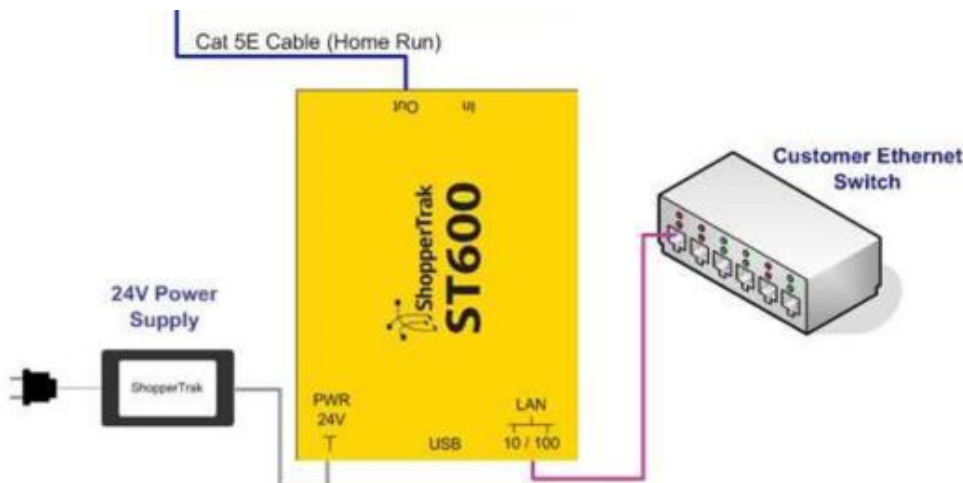 Cat 5E Cable (Home Run)
Out
In
Customer Ethernet
Switch
ShopperTrak
ST600
24V Power
Supply
ShopperTrak
PWR
24V
USB
LAN
10 / 100